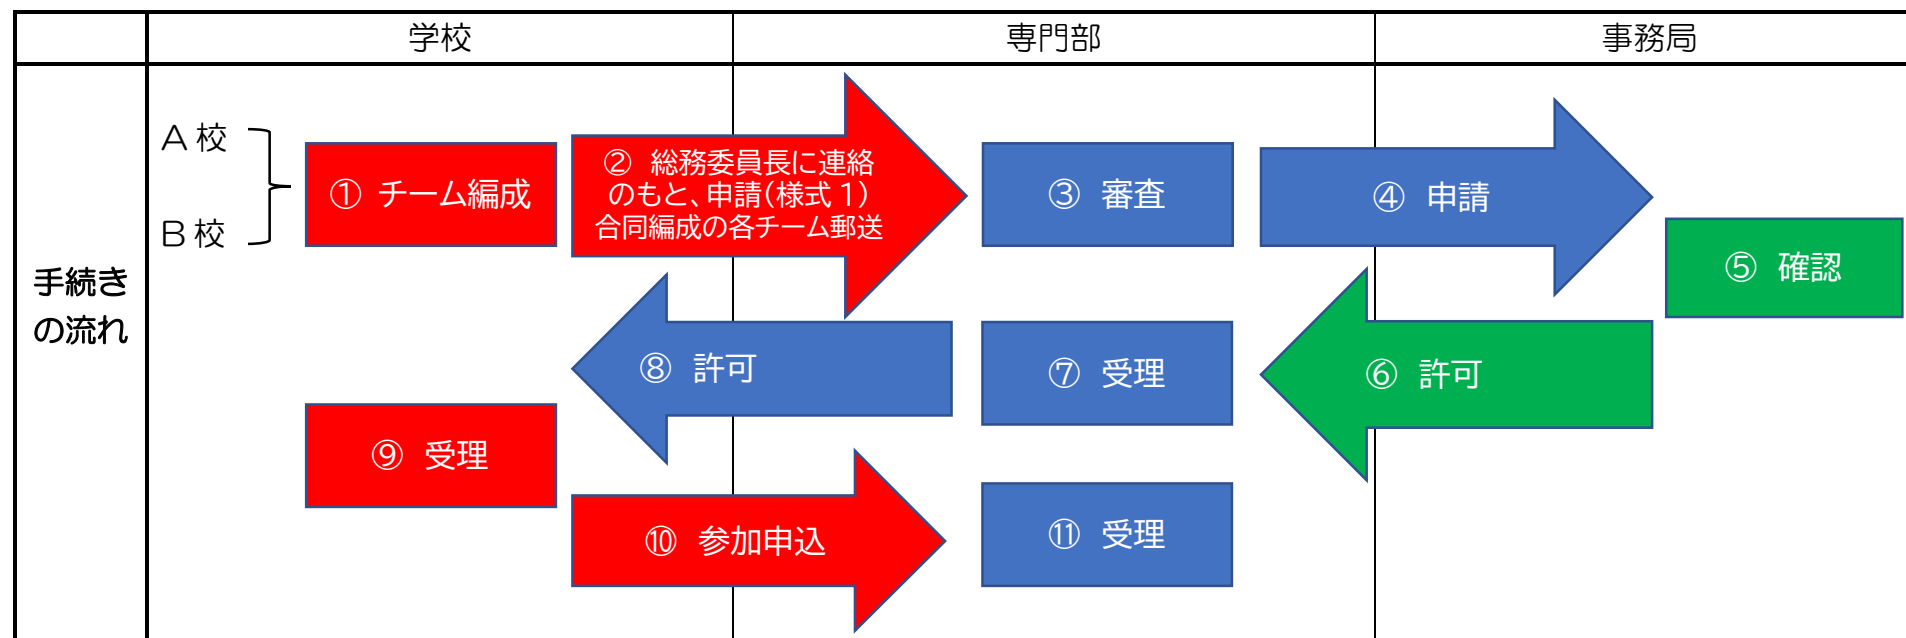 学校
専門部
事務局
手続き
の流れ
A校
B校
① チーム編成
② 総務委員長に連絡
のもと、申請(様式1)
合同編成の各チーム郵送
③ 審査
④ 申請
⑤ 確認
⑥ 許可
⑦ 受理
⑧ 許可
⑨ 受理
⑩ 参加申込
⑪ 受理